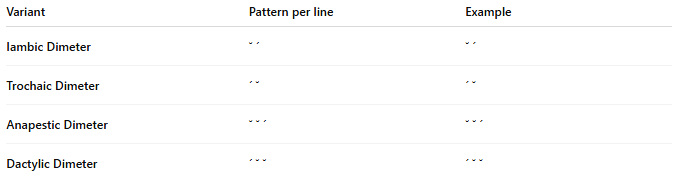 Variant Pattern per line Example
Iambic Dimeter ˘ ˊ ˘ ˊ
Trochaic Dimeter ˊ ˘ ˊ ˘
Anapestic Dimeter ˘ ˘ ˊ ˘ ˘ ˊ
Dactylic Dimeter ˊ ˘ ˘ ˊ ˘ ˘